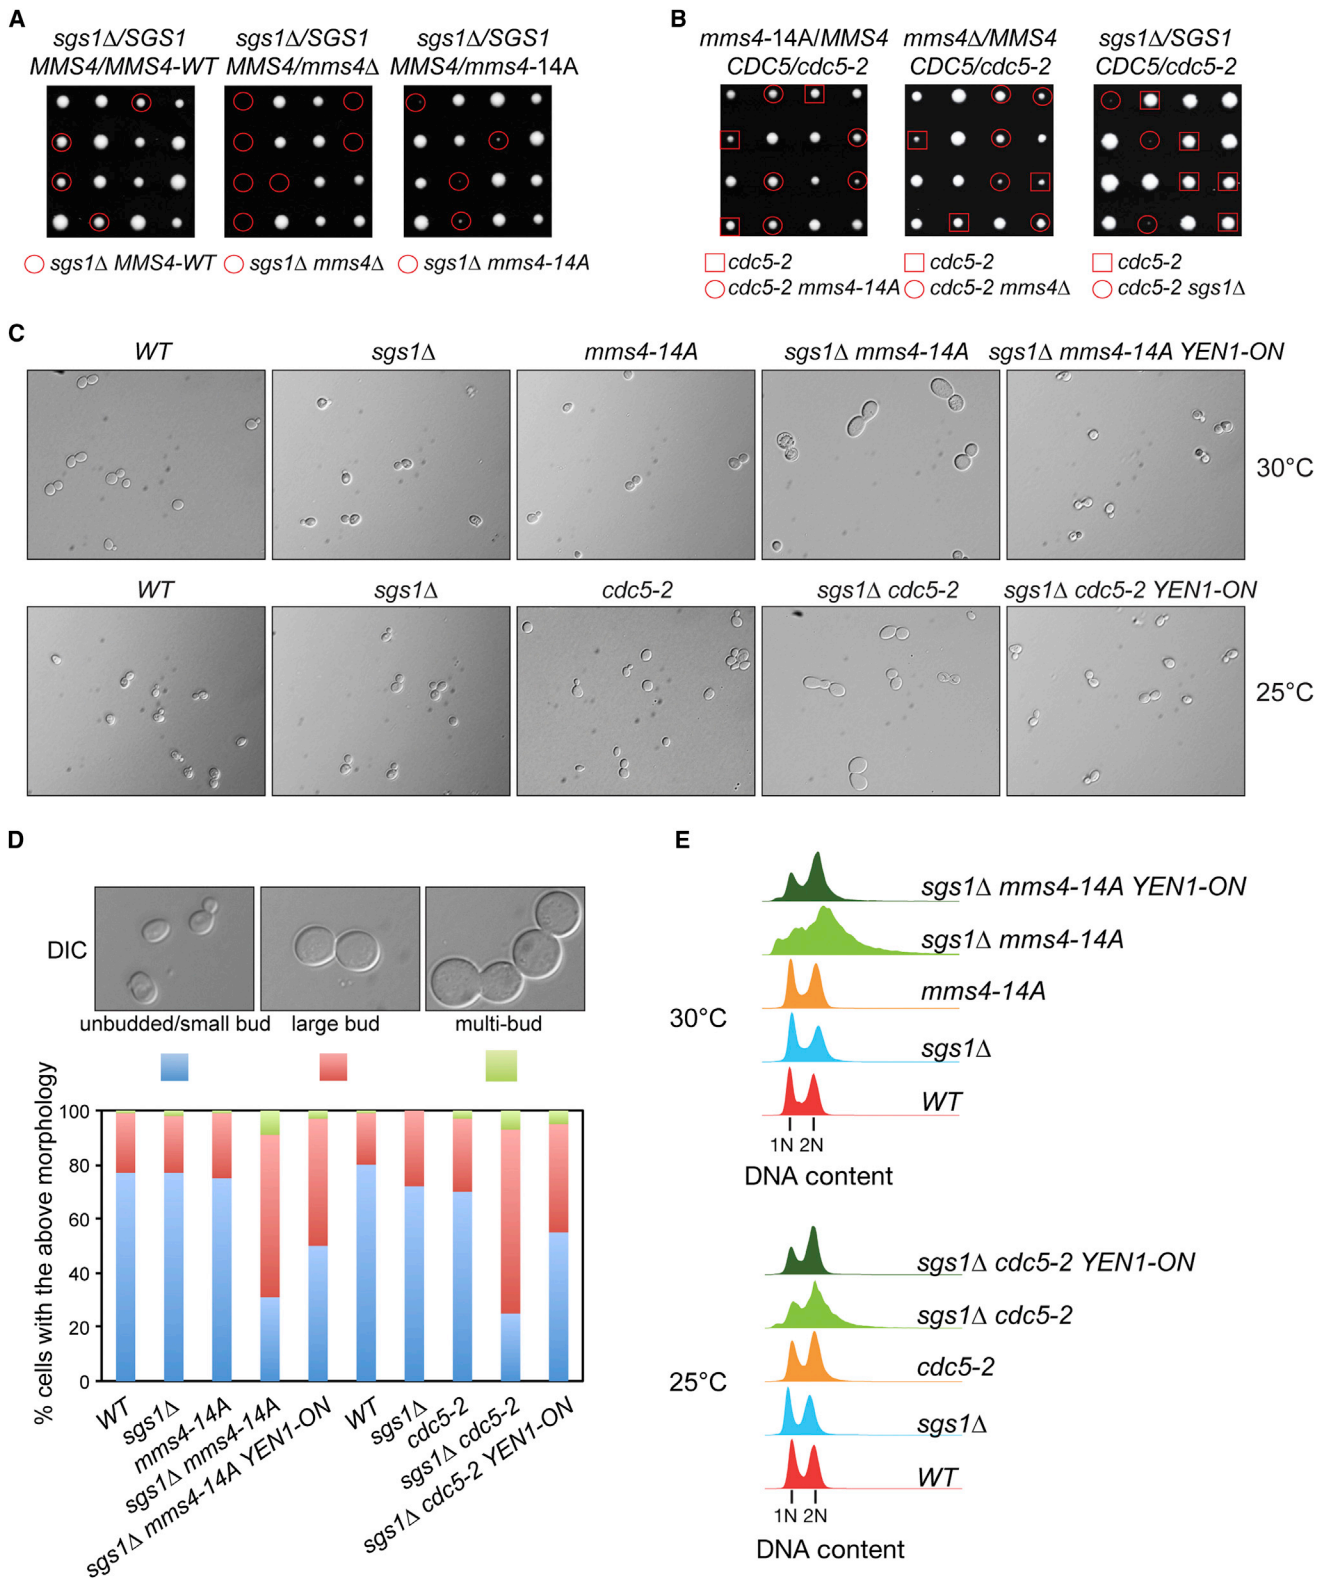 A
sgs1Δ/SGS1
MMS4/MMS4-WT
sgs1Δ/SGS1
MMS4/mms4Δ
sgs1Δ/SGS1
MMS4/mms4-14A
sgs1Δ MMS4-WT
sgs1Δ mms4Δ
sgs1Δ mms4-14A
B
mms4-14A/MMS4
CDC5/cdc5-2
mms4Δ/MMS4
CDC5/cdc5-2
sgs1Δ/SGS1
CDC5/cdc5-2
cdc5-2
cdc5-2 mms4-14A
cdc5-2
cdc5-2 mms4Δ
cdc5-2
cdc5-2 sgs1Δ
C
WT
sgs1Δ
mms4-14A
sgs1Δ mms4-14A
sgs1Δ mms4-14A YEN1-ON
30°C
WT
sgs1Δ
cdc5-2
sgs1Δ cdc5-2
sgs1Δ cdc5-2 YEN1-ON
25°C
D
DIC
unbudded/small bud
large bud
multi-bud
% cells with the above morphology
100
80
60
40
20
0
WT
sgs1Δ
mms4-14A
sgs1Δ mms4-14A
sgs1Δ mms4-14A YEN1-ON
WT
sgs1Δ
cdc5-2
sgs1Δ cdc5-2
sgs1Δ cdc5-2 YEN1-ON
E
sgs1Δ mms4-14A YEN1-ON
sgs1Δ mms4-14A
mms4-14A
30°C
sgs1Δ
WT
1N 2N
DNA content
sgs1Δ cdc5-2 YEN1-ON
sgs1Δ cdc5-2
cdc5-2
25°C
sgs1Δ
WT
1N 2N
DNA content